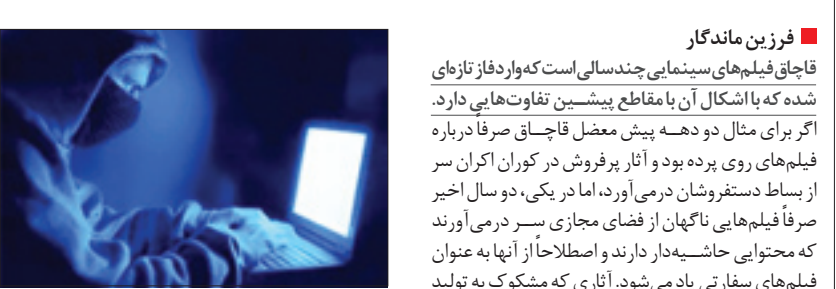 فرزین ماندگار
قاچاق فیلم‌های سینمایی چند سالی است که وارد فاز تازه‌ای
شده که با اشکال آن با مقاطع پیشین تفاوت‌هایی دارد.
اگر برای مثال دو دهه پیش معضل قاچاق صرفاً درباره
فیلم‌های روی پرده بود و آثار پرفروش در کوران اکران سر
از بساط دستفروشان درمی‌آورد، اما در یکی، دو سال اخیر
صرفاً فیلم‌هایی ناگهان از فضای مجازی سر درمی‌آورند
که محتوایی حاشیه‌دار دارند و اصطلاحاً از آنها به عنوان
فیلم‌های سفارتی یاد می‌شود. آثاری که مشکوک به تولید